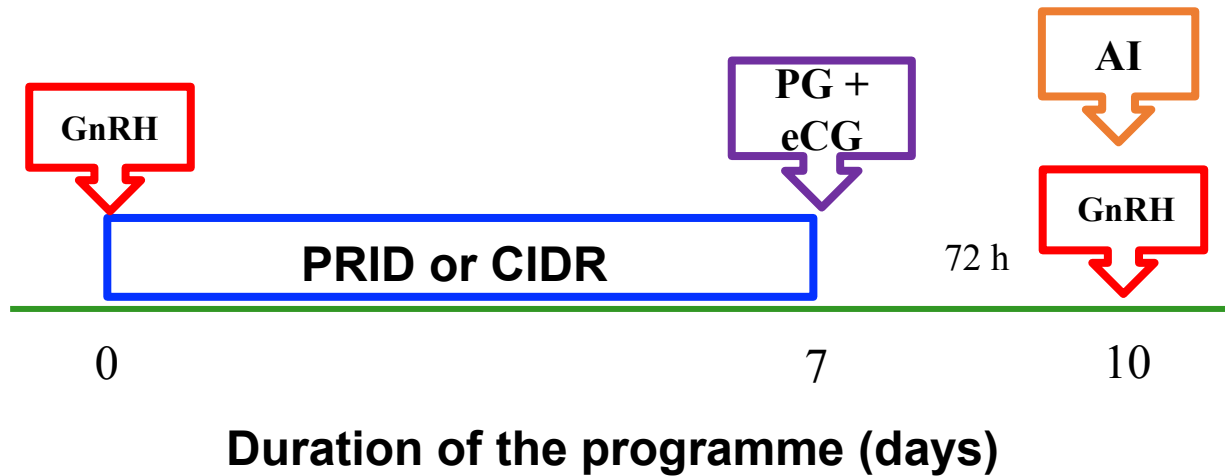 GnRH
PG +
eCG
AI
GnRH
PRID or CIDR
72 h
0
7
10
Duration of the programme (days)